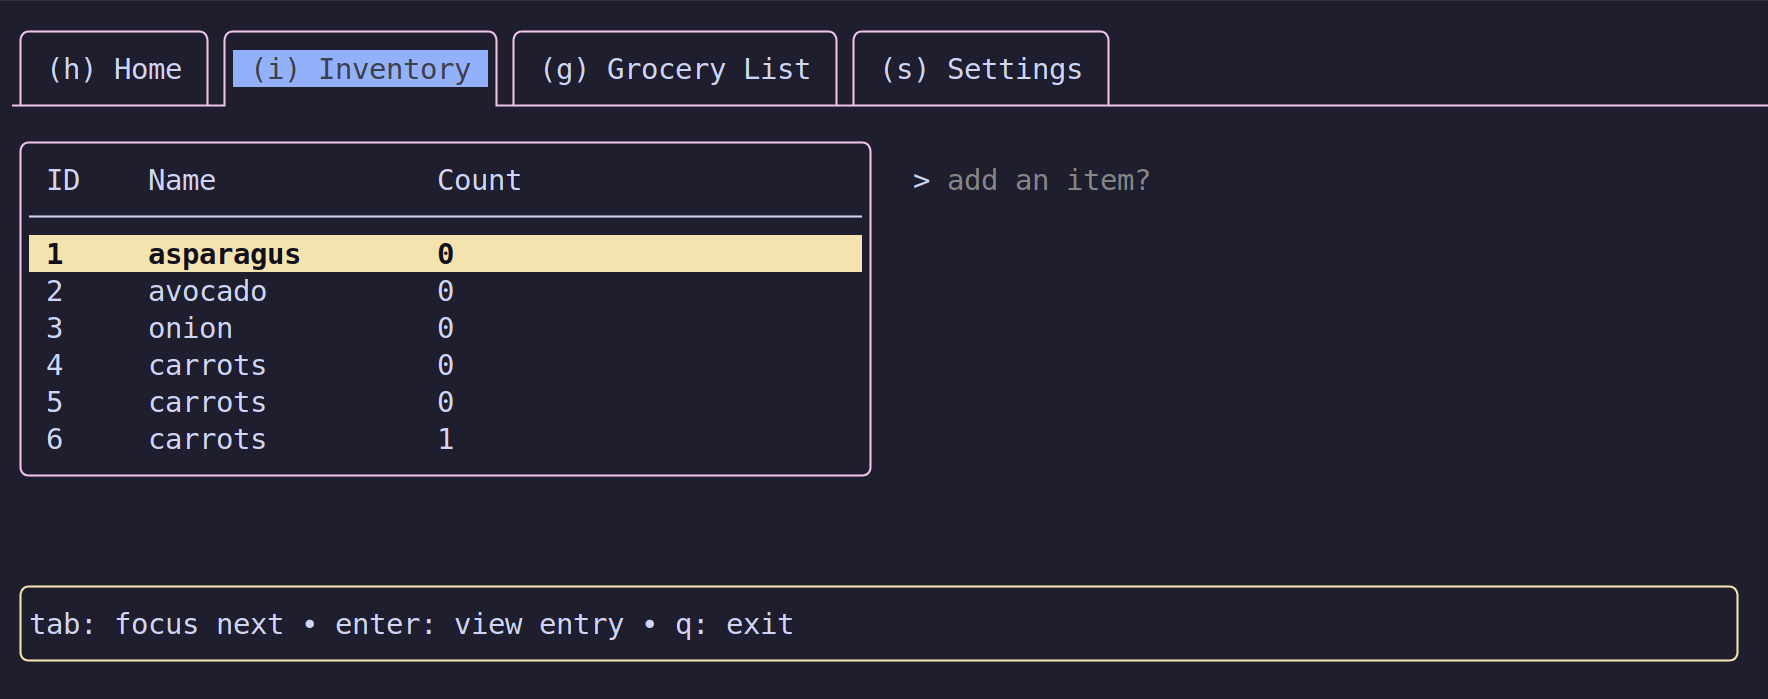 (h) Home (i) Inventory (g) Grocery List (s) Settings
ID Name Count
> add an item?
1 asparagus 0
2 avocado 0
3 onion 0
4 carrots 0
5 carrots 0
6 carrots 1
tab: focus next • enter: view entry • q: exit